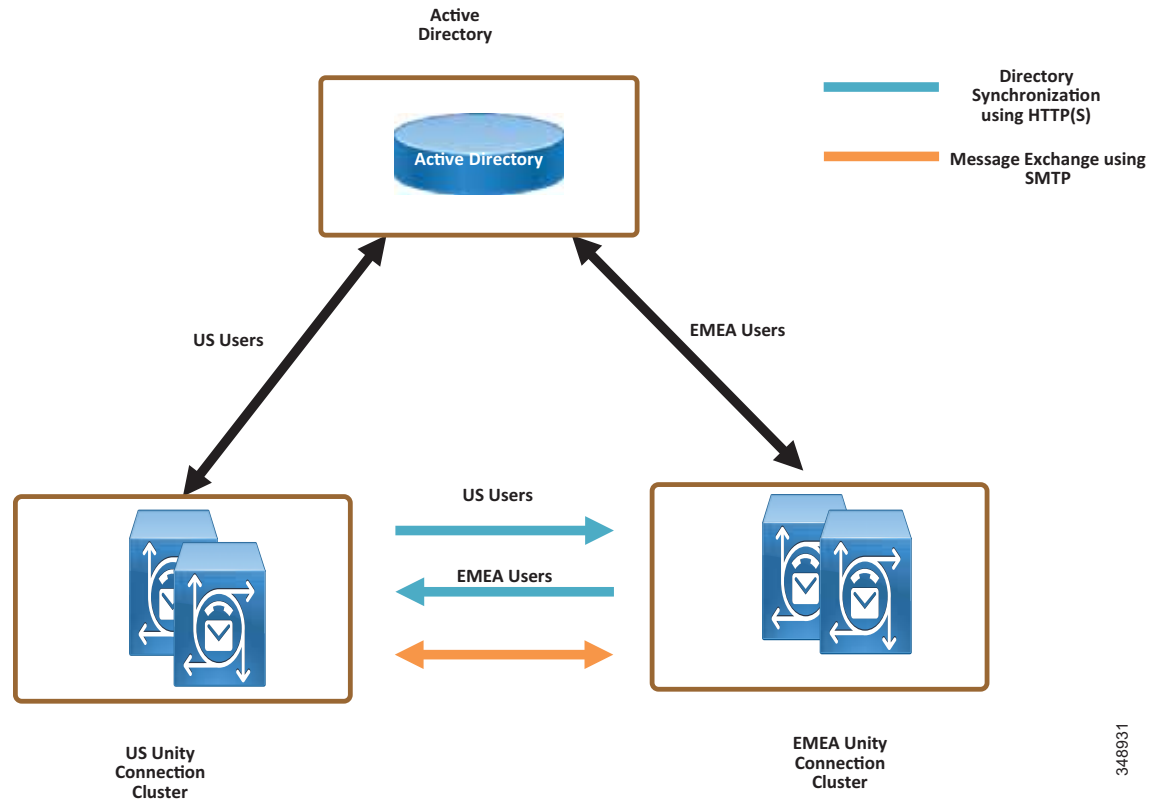 Active
Directory
Active Directory
Directory
Synchronization
using HTTP(S)
Message Exchange using
SMTP
US Users
EMEA Users
US Users
EMEA Users
US Unity
Connection
Cluster
EMEA Unity
Connection
Cluster
348931